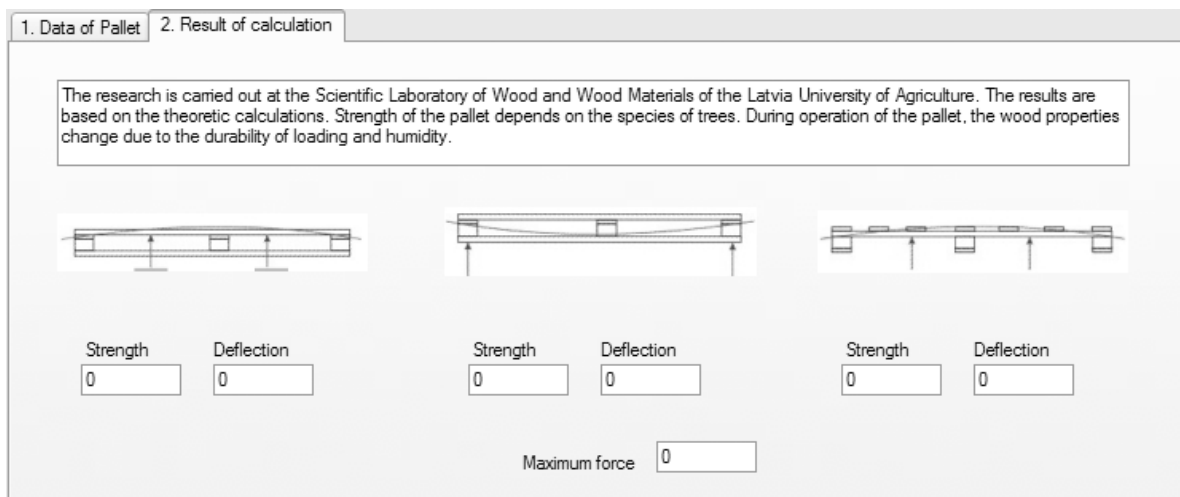 1. Data of Pallet 2. Result of calculation
The research is carried out at the Scientific Laboratory of Wood and Wood Materials of the Latvia University of Agriculture. The results are
based on the theoretic calculations. Strength of the pallet depends on the species of trees. During operation of the pallet, the wood properties
change due to the durability of loading and humidity.
Strength Deflection Strength Deflection Strength Deflection
0 0 0 0 0 0
Maximum force 0